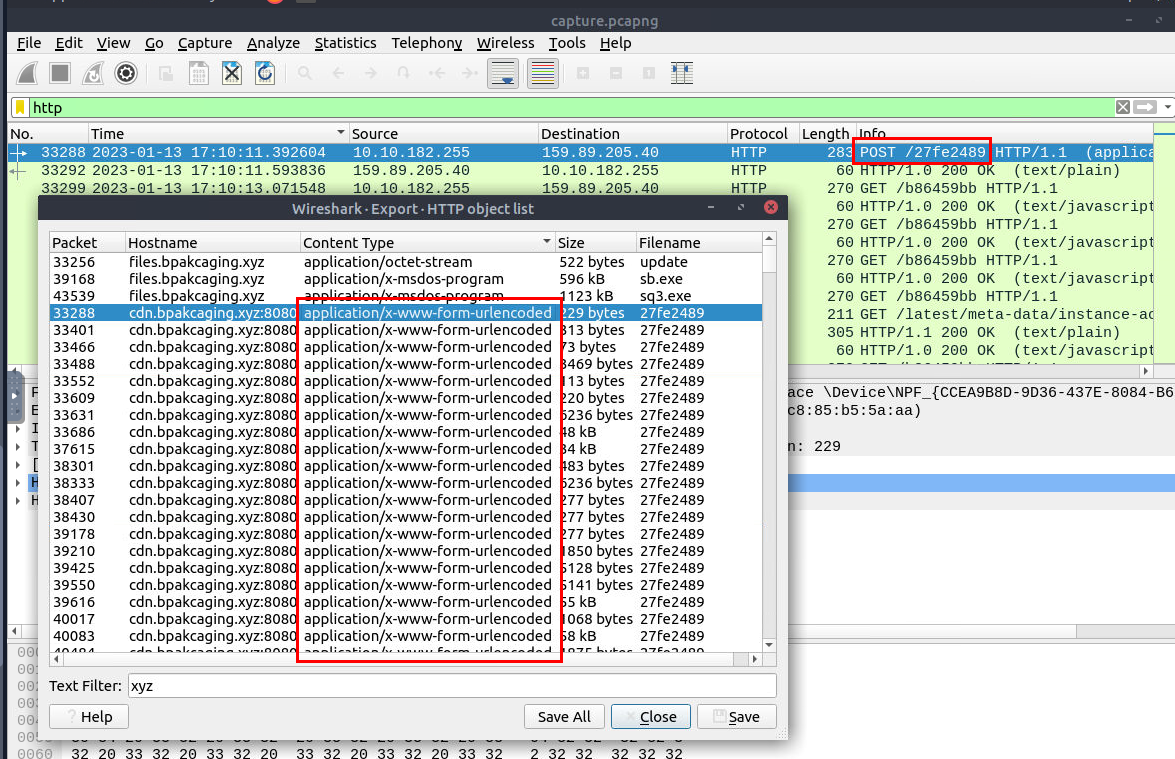 capture.pcapng
File Edit View Go Capture Analyze Statistics Telephony Wireless Tools Help
http
No. Time Source Destination Protocol Length Info
33288 2023-01-13 17:10:11.392604 10.10.182.255 159.89.205.40 HTTP 283 POST /27fe2489 HTTP/1.1 (applica
33292 2023-01-13 17:10:11.593836 159.89.205.40 10.10.182.255 HTTP 60 HTTP/1.0 200 OK (text/plain)
33299 2023-01-13 17:10:13.071548 10.10.182.255 159.89.205.40 HTTP 270 GET /b86459bb HTTP/1.1
60 HTTP/1.0 200 OK (text/javascript
270 GET /b86459bb HTTP/1.1
60 HTTP/1.0 200 OK (text/javascript
270 GET /b86459bb HTTP/1.1
60 HTTP/1.0 200 OK (text/javascript
270 GET /b86459bb HTTP/1.1
211 GET /latest/meta-data/instance-ac
305 HTTP/1.1 200 OK (text/plain)
60 HTTP/1.0 200 OK (text/javascript
Wireshark · Export · HTTP object list
Packet Hostname Content Type Size Filename
33256 files.bpakcaging.xyz application/octet-stream 522 bytes update
39168 files.bpakcaging.xyz application/x-msdos-program 596 kB sb.exe
43539 files.bpakcaging.xyz application/x-msdos-program 1123 kB sq3.exe
33288 cdn.bpakcaging.xyz:8080 application/x-www-form-urlencoded 229 bytes 27fe2489
33401 cdn.bpakcaging.xyz:8080 application/x-www-form-urlencoded 313 bytes 27fe2489
33466 cdn.bpakcaging.xyz:8080 application/x-www-form-urlencoded 73 bytes 27fe2489
33488 cdn.bpakcaging.xyz:8080 application/x-www-form-urlencoded 3469 bytes 27fe2489
33552 cdn.bpakcaging.xyz:8080 application/x-www-form-urlencoded 113 bytes 27fe2489
33609 cdn.bpakcaging.xyz:8080 application/x-www-form-urlencoded 220 bytes 27fe2489
33631 cdn.bpakcaging.xyz:8080 application/x-www-form-urlencoded 6236 bytes 27fe2489
33686 cdn.bpakcaging.xyz:8080 application/x-www-form-urlencoded 48 kB 27fe2489
37615 cdn.bpakcaging.xyz:8080 application/x-www-form-urlencoded 34 kB 27fe2489
38301 cdn.bpakcaging.xyz:8080 application/x-www-form-urlencoded 483 bytes 27fe2489
38333 cdn.bpakcaging.xyz:8080 application/x-www-form-urlencoded 6236 bytes 27fe2489
38407 cdn.bpakcaging.xyz:8080 application/x-www-form-urlencoded 277 bytes 27fe2489
38430 cdn.bpakcaging.xyz:8080 application/x-www-form-urlencoded 277 bytes 27fe2489
39178 cdn.bpakcaging.xyz:8080 application/x-www-form-urlencoded 277 bytes 27fe2489
39210 cdn.bpakcaging.xyz:8080 application/x-www-form-urlencoded 1850 bytes 27fe2489
39425 cdn.bpakcaging.xyz:8080 application/x-www-form-urlencoded 5128 bytes 27fe2489
39550 cdn.bpakcaging.xyz:8080 application/x-www-form-urlencoded 5141 bytes 27fe2489
39616 cdn.bpakcaging.xyz:8080 application/x-www-form-urlencoded 55 kB 27fe2489
40017 cdn.bpakcaging.xyz:8080 application/x-www-form-urlencoded 1068 bytes 27fe2489
40083 cdn.bpakcaging.xyz:8080 application/x-www-form-urlencoded 58 kB 27fe2489
Text Filter: xyz
Help Save All Close Save
ace \Device\NPF_{CCEA9B8D-9D36-437E-8084-B6
c8:85:b5:5a:aa)
n: 229
0060 32 20 33 32 20 33 32 20 33 32 20 33 32 20 33 32 2 32 32 32 32 32